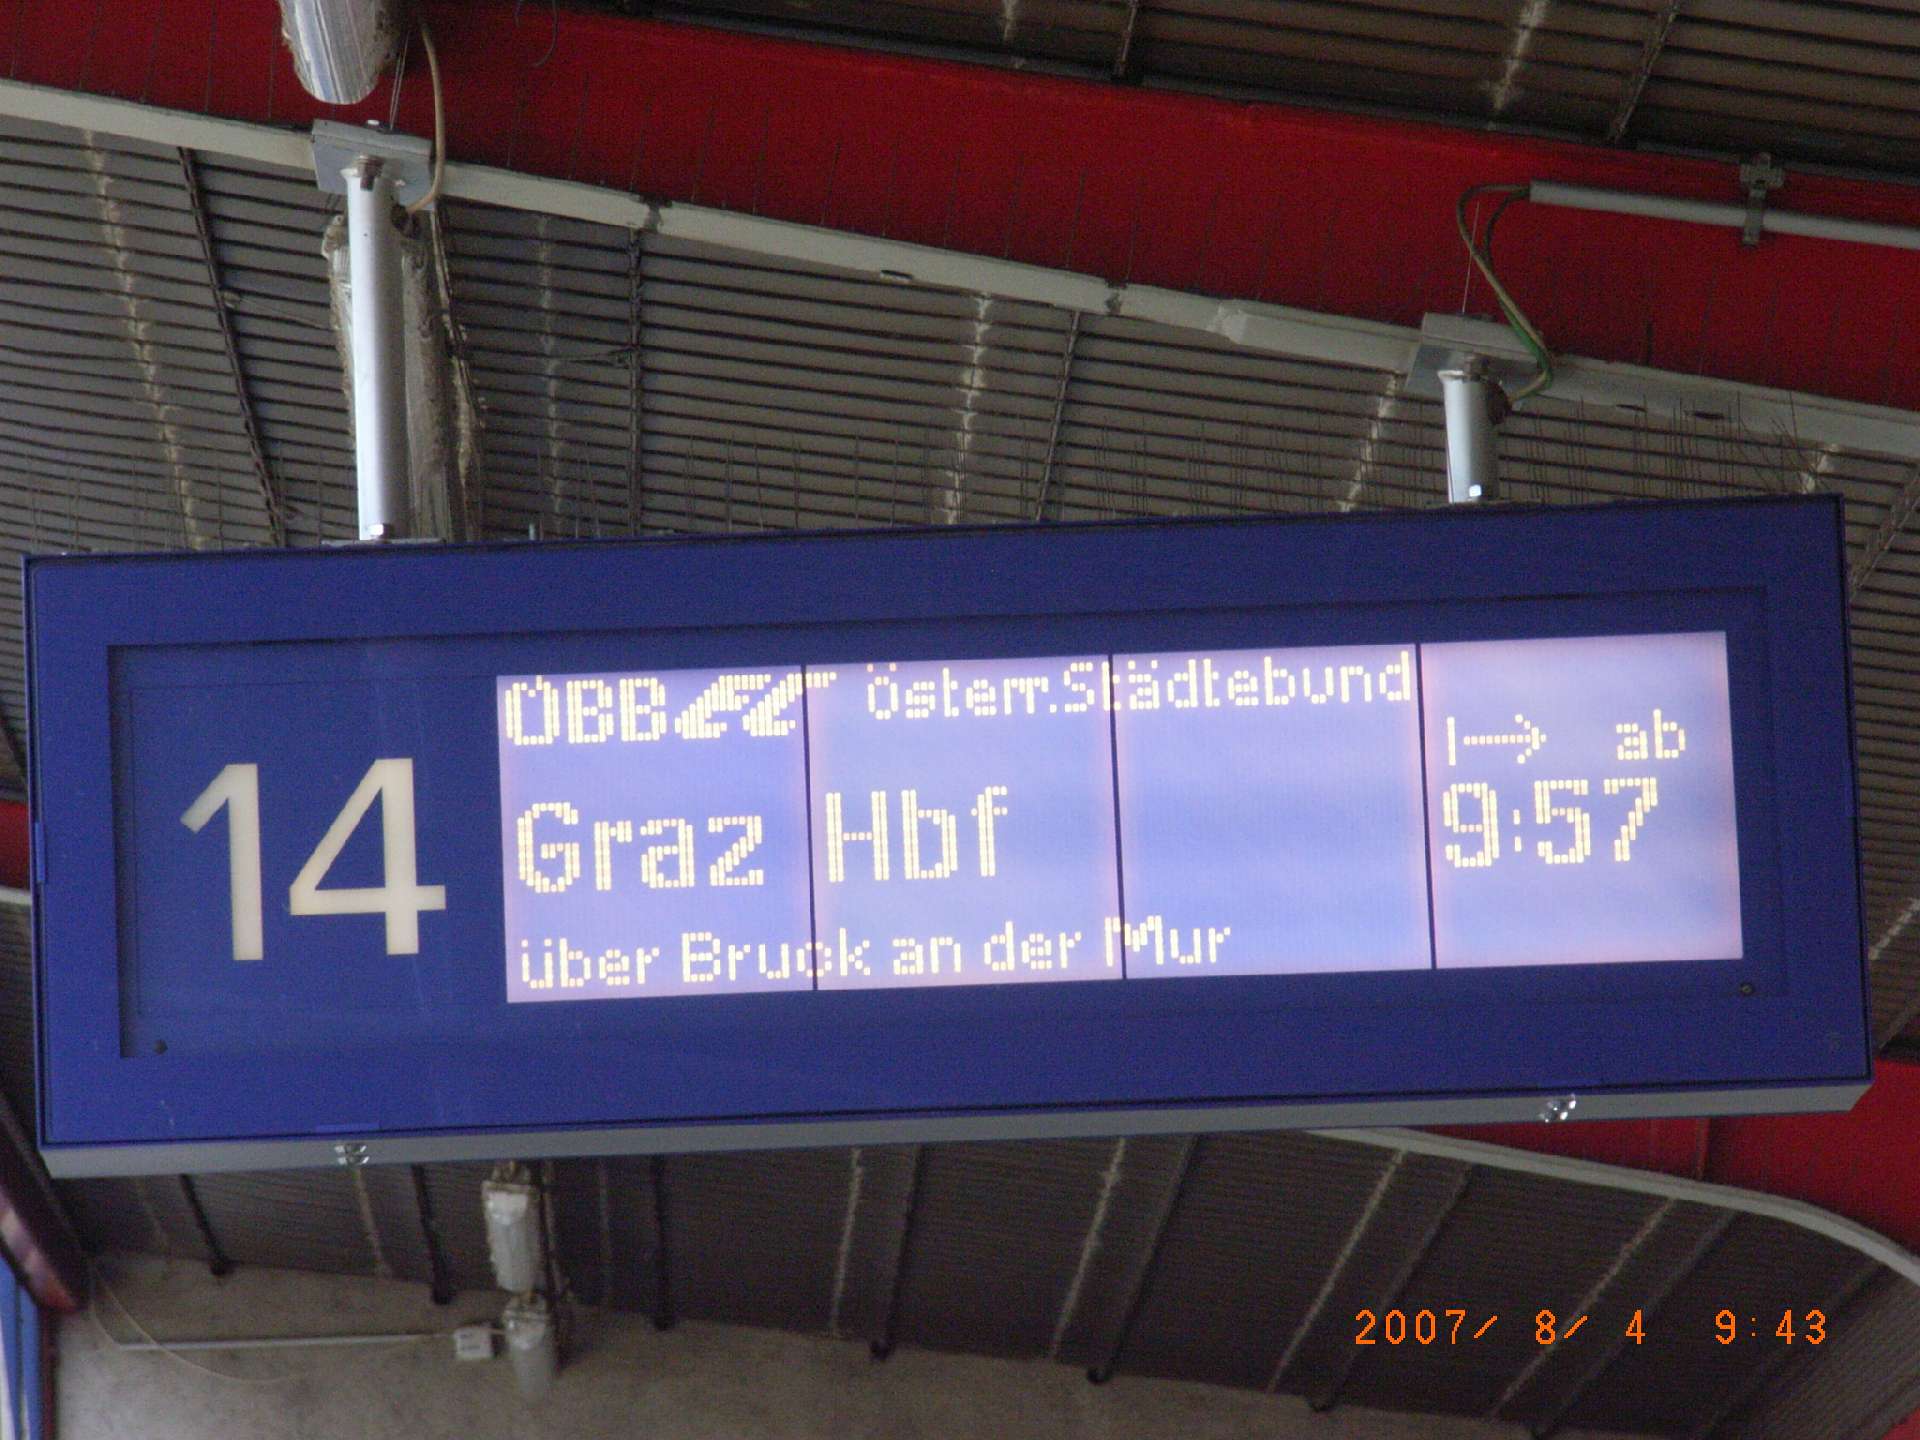 14
ÖBB EC Österr.Städtebund
Graz Hbf
über Bruck an der Mur
ab
9:57
2007/ 8/ 4 9:43